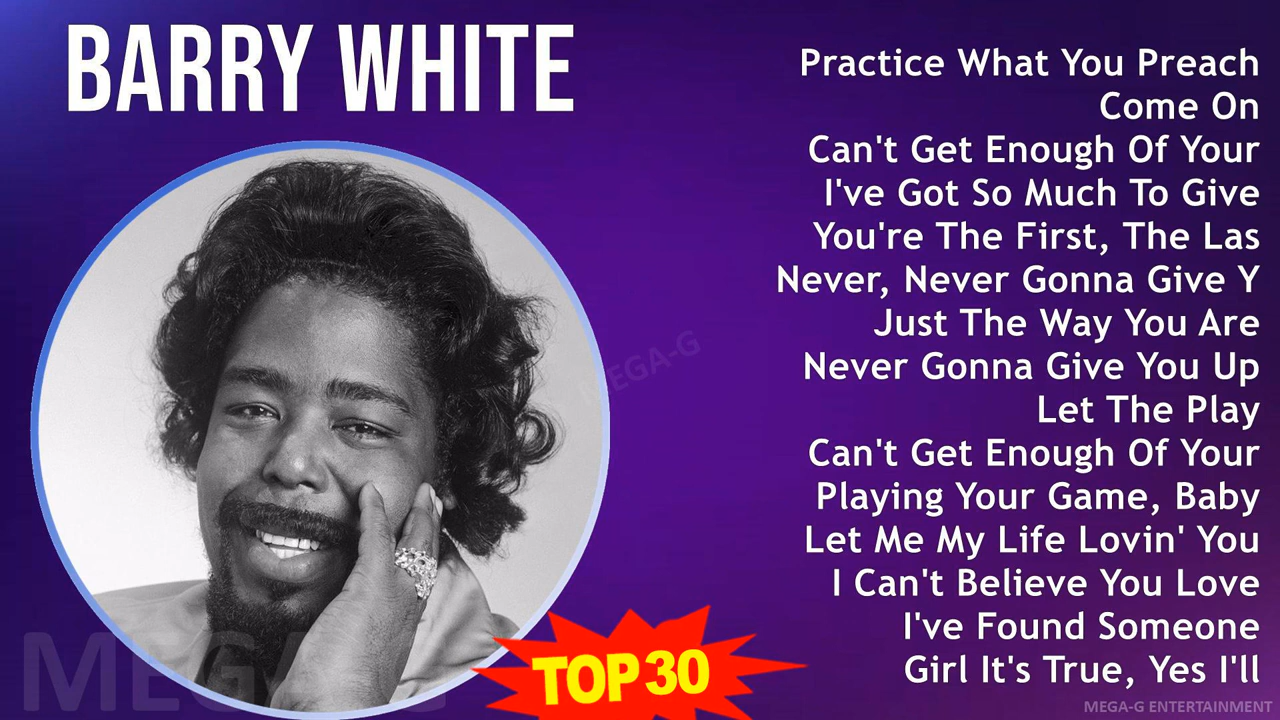 BARRY WHITE
Practice What You Preach
Come On
Can't Get Enough Of Your
I've Got So Much To Give
You're The First, The Las
Never, Never Gonna Give Y
Just The Way You Are
Never Gonna Give You Up
Let The Play
Can't Get Enough Of Your
Playing Your Game, Baby
Let Me My Life Lovin' You
I Can't Believe You Love
I've Found Someone
Girl It's True, Yes I'll
MEGA-G
TOP 30
MEGA-G
MEGA-G ENTERTAINMENT